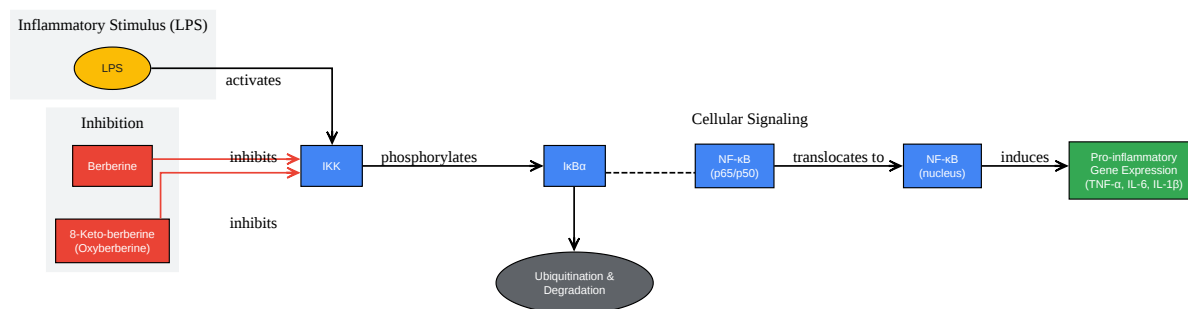 Inflammatory Stimulus (LPS)
LPS
activates
Inhibition
Berberine
inhibits
8-Keto-berberine
(Oxyberberine)
inhibits
IKK
phosphorylates
IκBα
Ubiquitination &
Degradation
Cellular Signaling
NF-κB
(p65/p50)
translocates to
NF-κB
(nucleus)
induces
Pro-inflammatory
Gene Expression
(TNF-α, IL-6, IL-1β)